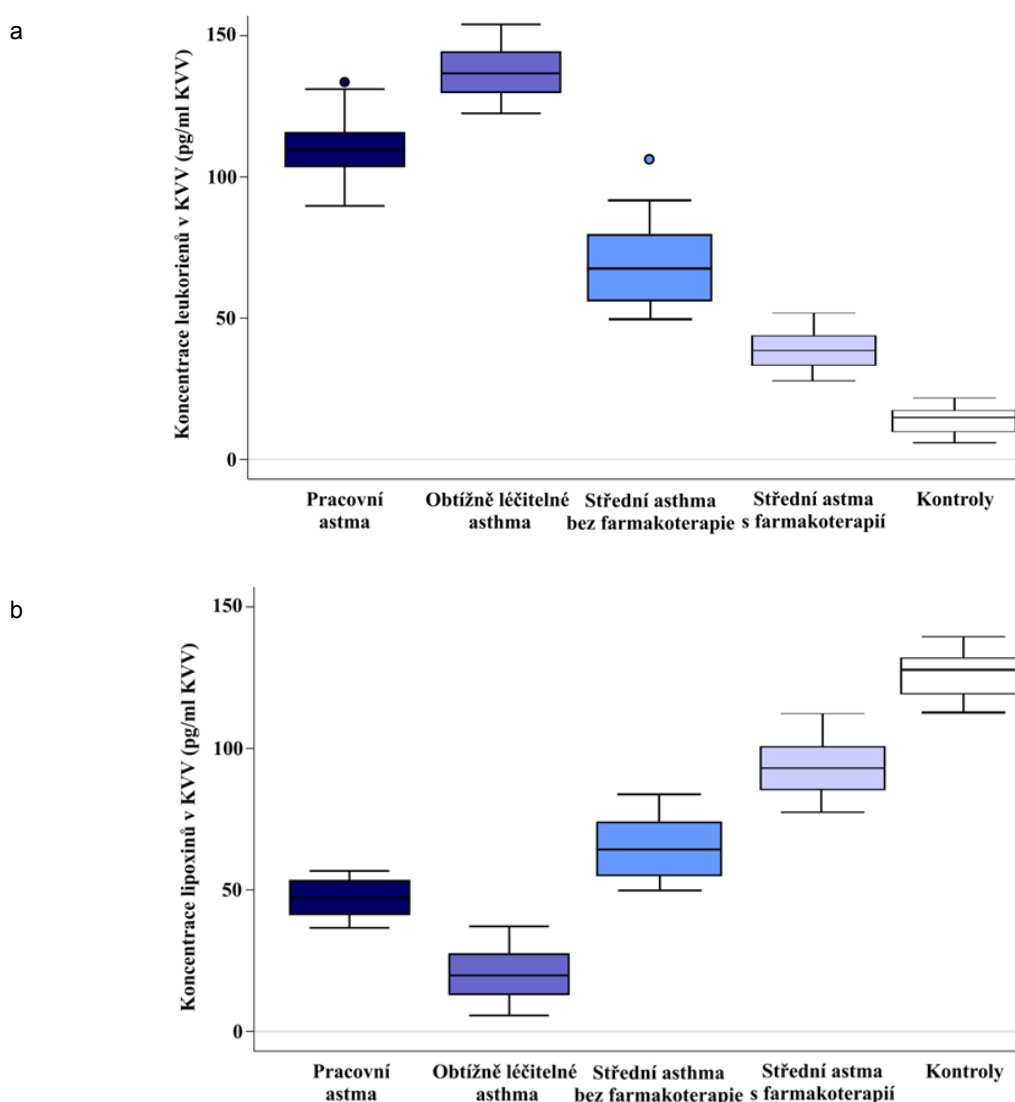 a
Koncentrace leukorienů v KVV (pg/ml KVV)
150
100
50
0
Pracovní
astma
Obtížně léčitelné
asthma
Střední asthma
bez farmakoterapie
Střední astma
s farmakoterapií
Kontroly
b
Koncentrace lipoxinů v KVV (pg/ml KVV)
150
100
50
0
Pracovní
astma
Obtížně léčitelné
asthma
Střední asthma
bez farmakoterapie
Střední astma
s farmakoterapií
Kontroly